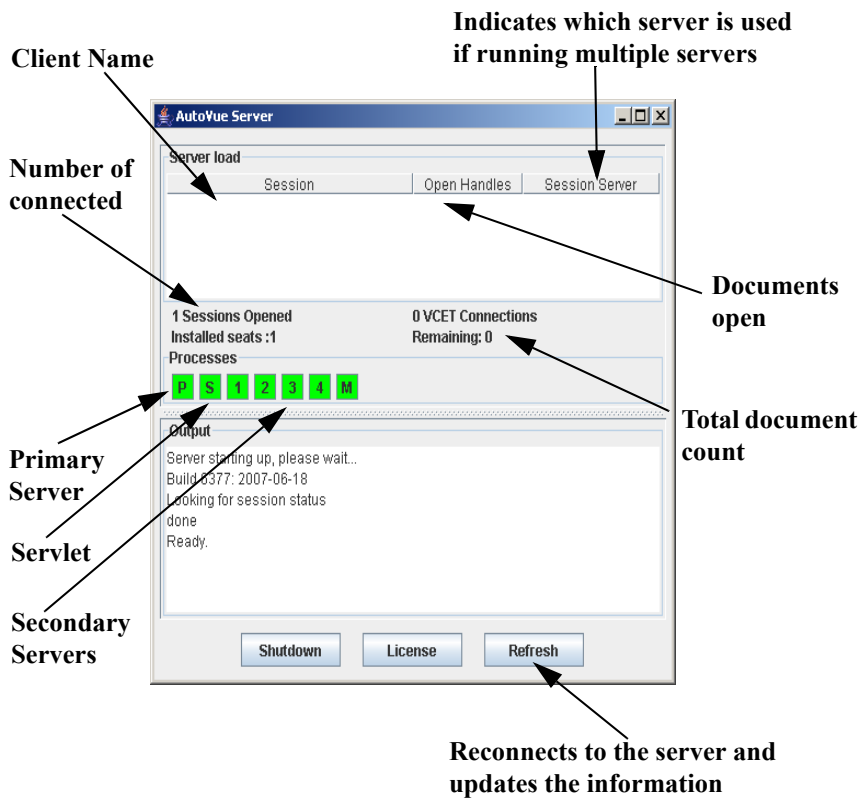 Indicates which server is used
if running multiple servers
Client Name
AutoVue Server
Server load
Number of
connected
Session
Open Handles
Session Server
Documents
open
1 Sessions Opened
0 VCET Connections
Installed seats :1
Remaining: 0
Processes
P S 1 2 3 4 M
Total document
count
Output
Primary
Server
Server starting up, please wait...
Build 6377: 2007-06-18
Looking for session status
done
Ready.
Servlet
Secondary
Servers
Shutdown
License
Refresh
Reconnects to the server and
updates the information